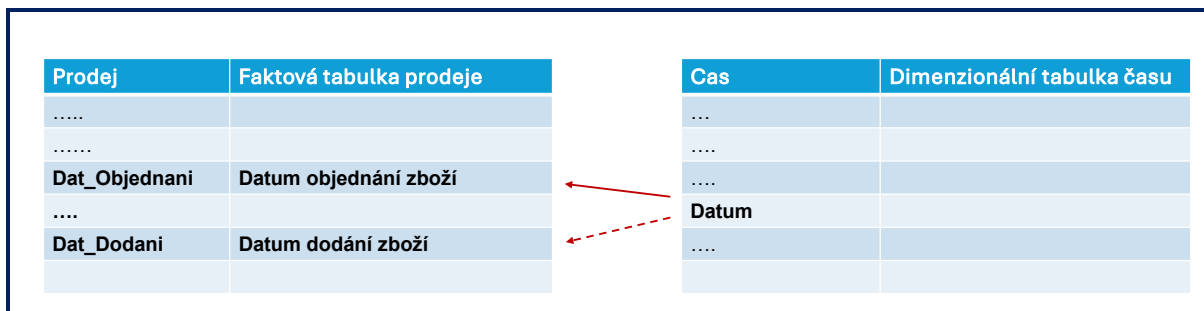 Prodej Faktová tabulka prodeje
…..
……
Dat_Objednani Datum objednání zboží
….
Dat_Dodani Datum dodání zboží
Cas Dimenzionální tabulka času
…
….
….
Datum
….